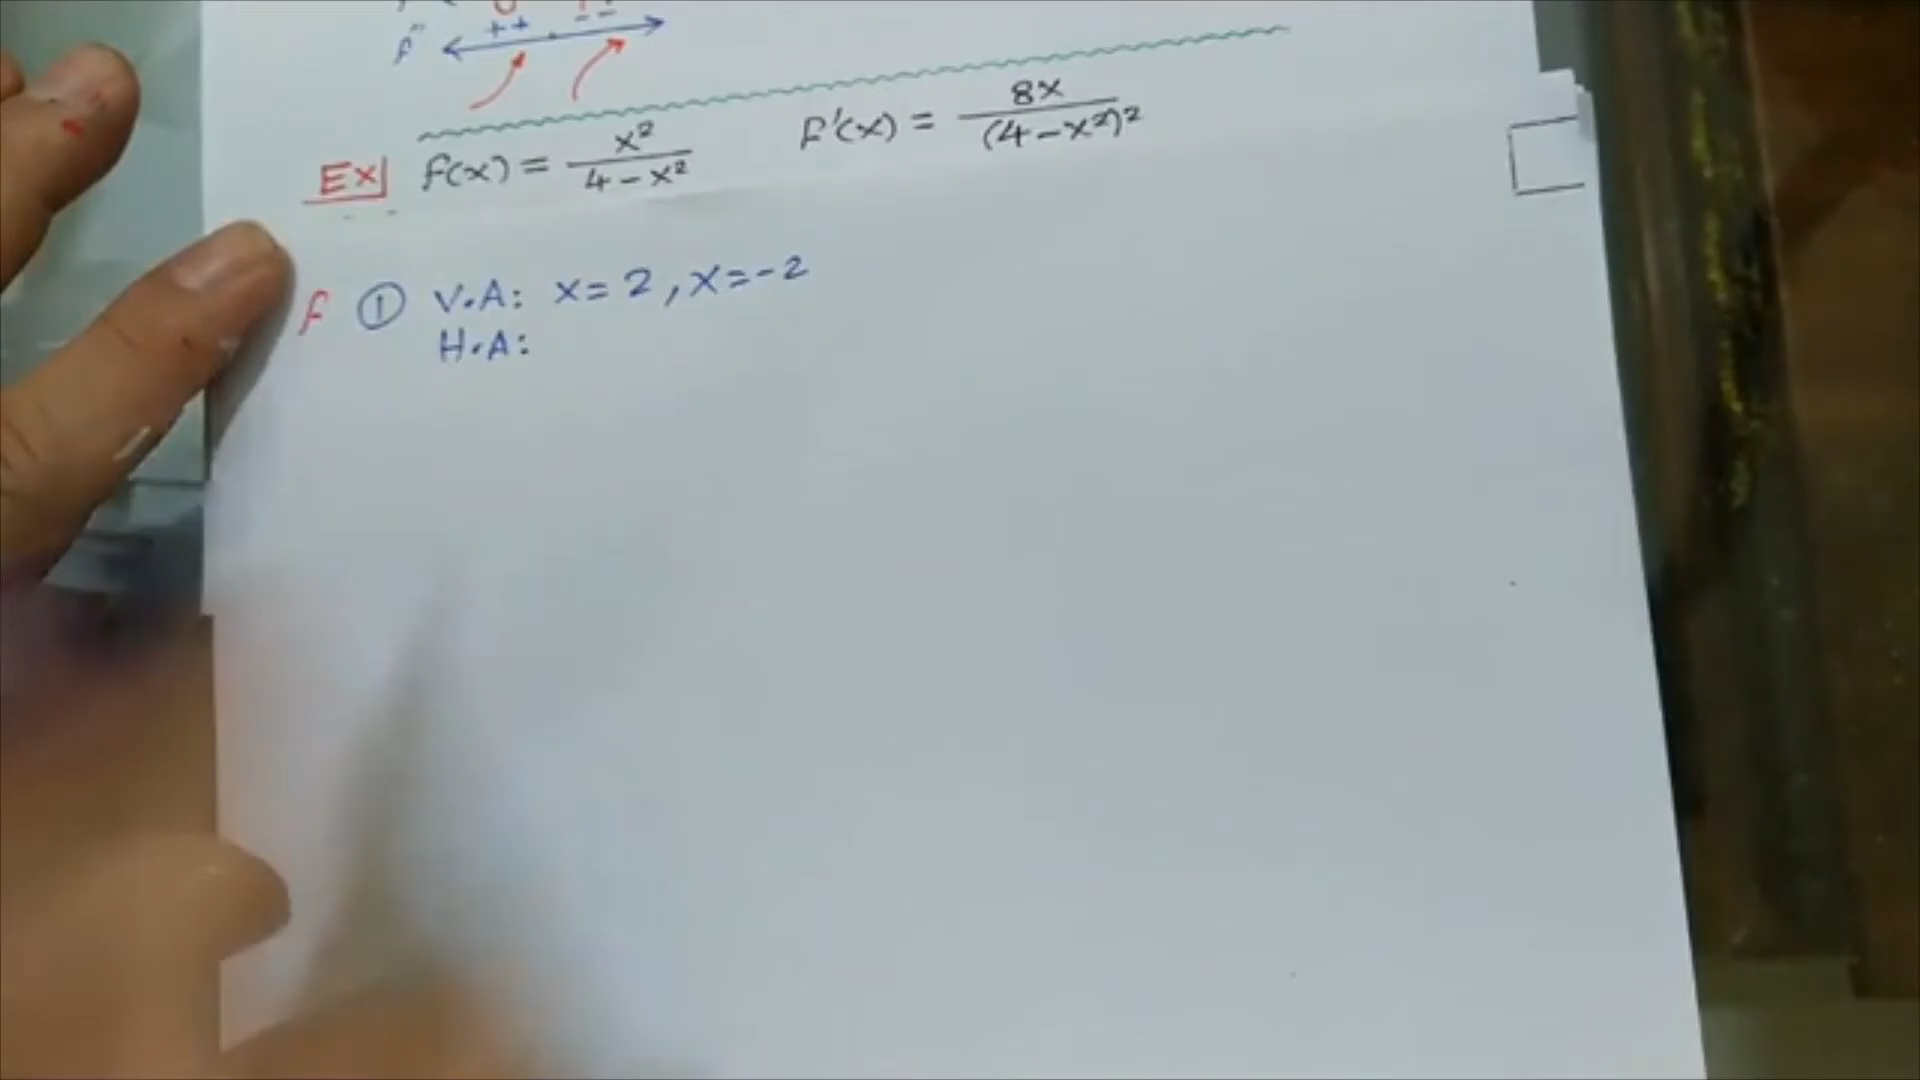 ++ --
f"
Ex f(x) = x²/(4-x²) f'(x) = 8x/(4-x²)²
f ① V.A: x=2, x=-2
H.A: